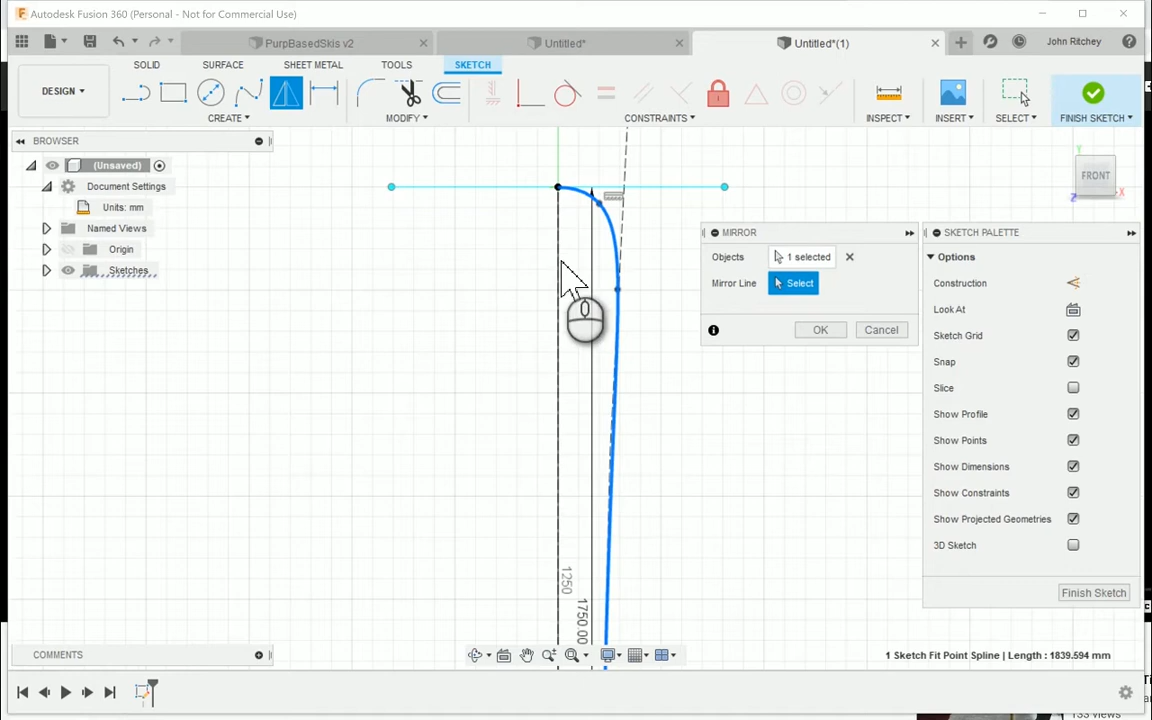 Autodesk Fusion 360 (Personal - Not for Commercial Use)
PurpBasedSkis v2
Untitled*
Untitled*(1)
John Ritchey
SOLID SURFACE SHEET METAL TOOLS SKETCH
DESIGN
CREATE MODIFY CONSTRAINTS INSPECT INSERT SELECT FINISH SKETCH
BROWSER
(Unsaved)
Document Settings
Units: mm
Named Views
Origin
Sketches
Y
FRONT
X
Z
MIRROR
Objects 1 selected
Mirror Line Select
OK Cancel
SKETCH PALETTE
Options
Construction
Look At
Sketch Grid
Snap
Slice
Show Profile
Show Points
Show Dimensions
Show Constraints
Show Projected Geometries
3D Sketch
Finish Sketch
1250
1750.00
COMMENTS
1 Sketch Fit Point Spline | Length : 1839.594 mm
133 views